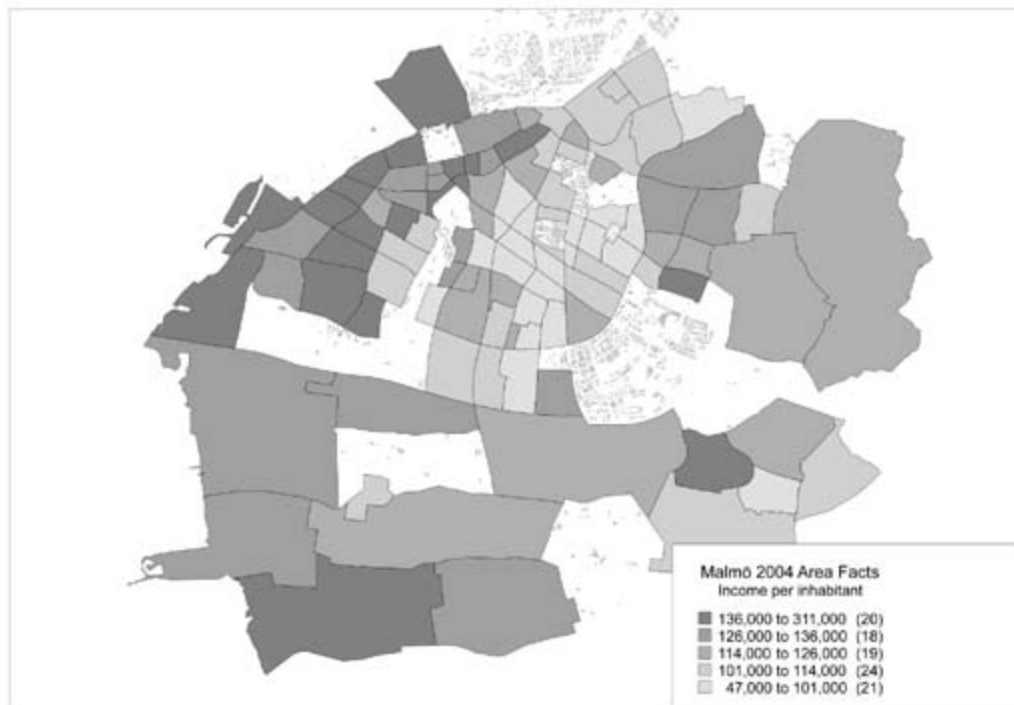 Malmö 2004 Area Facts
Income per inhabitant
136,000 to 311,000 (20)
126,000 to 136,000 (18)
114,000 to 126,000 (19)
101,000 to 114,000 (24)
47,000 to 101,000 (21)